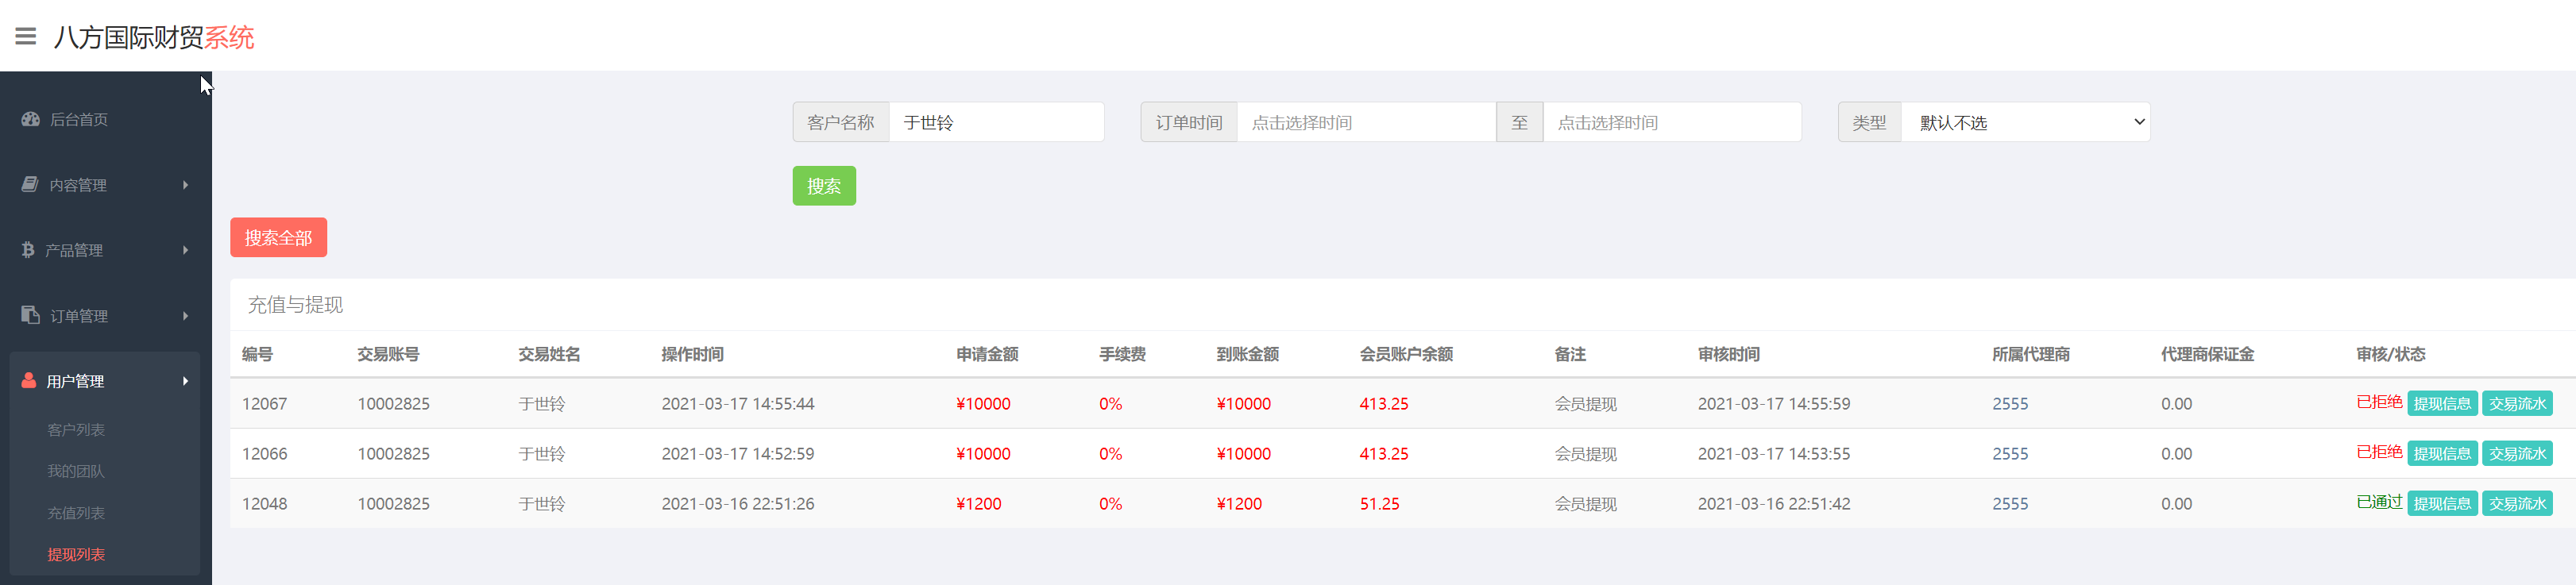 八方国际财贸系统
后台首页
内容管理
产品管理
订单管理
用户管理
客户列表
我的团队
充值列表
提现列表
客户名称 于世铃 订单时间 点击选择时间 至 点击选择时间 类型 默认不选
搜索
搜索全部
充值与提现
编号 交易账号 交易姓名 操作时间 申请金额 手续费 到账金额 会员账户余额 备注 审核时间 所属代理商 代理商保证金 审核/状态
12067 10002825 于世铃 2021-03-17 14:55:44 ¥10000 0% ¥10000 413.25 会员提现 2021-03-17 14:55:59 2555 0.00 已拒绝 提现信息 交易流水
12066 10002825 于世铃 2021-03-17 14:52:59 ¥10000 0% ¥10000 413.25 会员提现 2021-03-17 14:53:55 2555 0.00 已拒绝 提现信息 交易流水
12048 10002825 于世铃 2021-03-16 22:51:26 ¥1200 0% ¥1200 51.25 会员提现 2021-03-16 22:51:42 2555 0.00 已通过 提现信息 交易流水